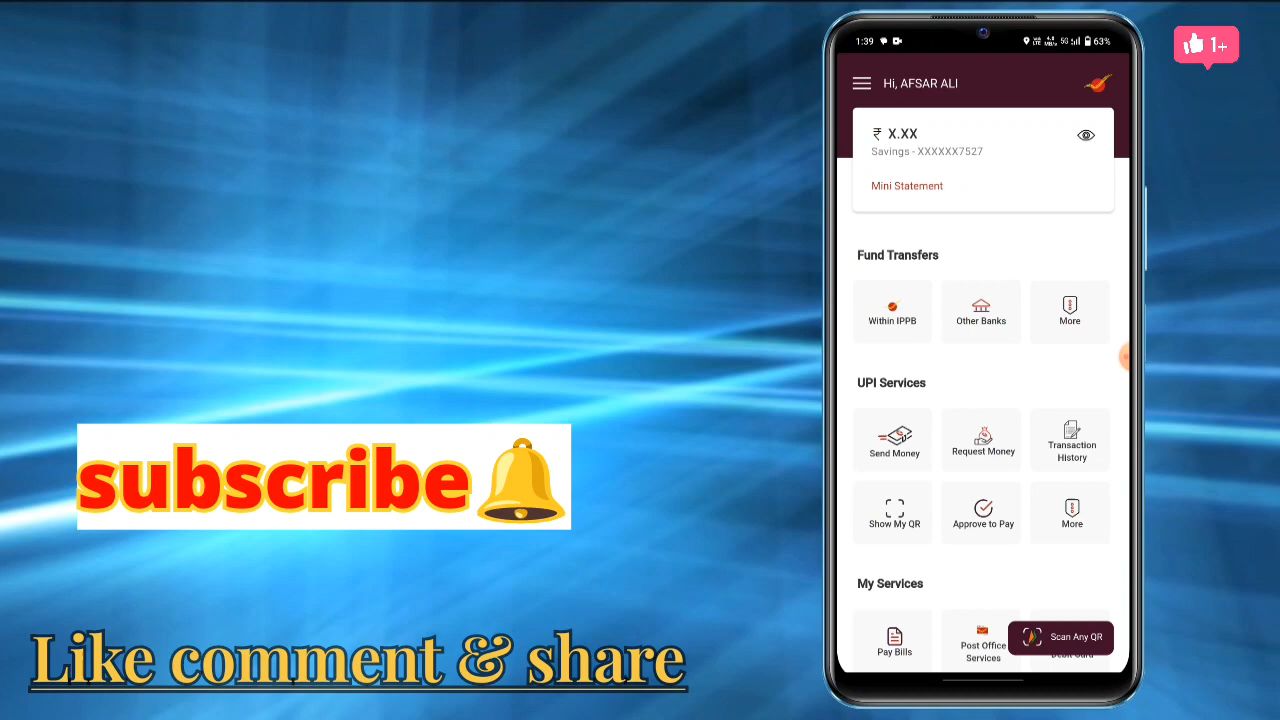 1:39
5G
63%
1+
Hi, AFSAR ALI
₹ X.XX
Savings - XXXXXX7527
Mini Statement
Fund Transfers
Within IPPB
Other Banks
More
UPI Services
Send Money
Request Money
Transaction
History
Show My QR
Approve to Pay
More
My Services
Pay Bills
Post Office
Services
Scan Any QR
subscribe
Like comment & share